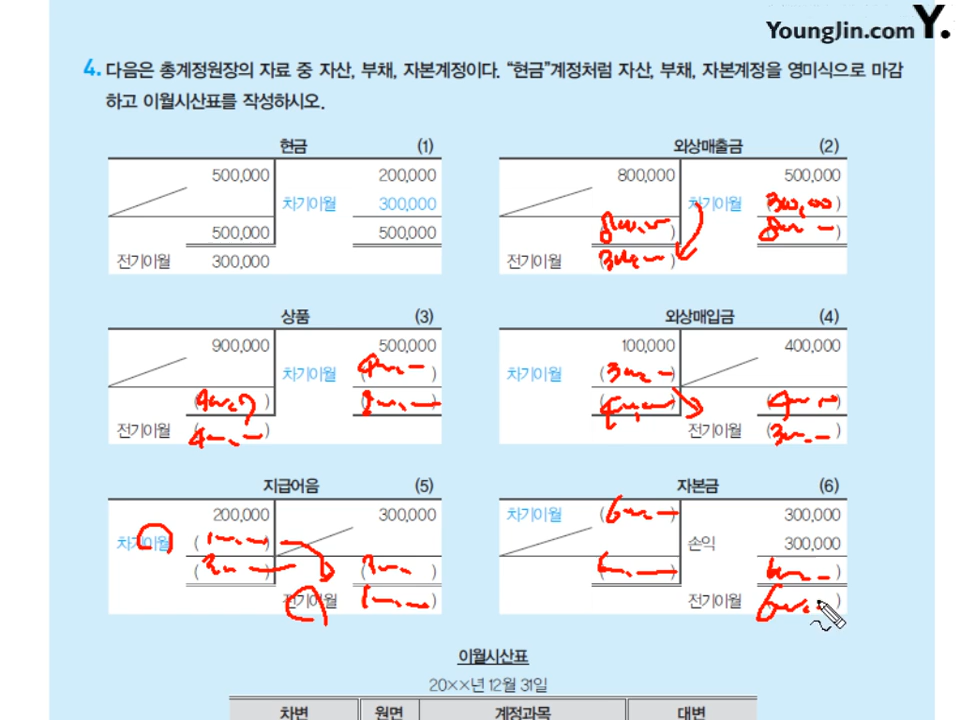 YoungJin.com Y.
4. 다음은 총계정원장의 자료 중 자산, 부채, 자본계정이다. “현금”계정처럼 자산, 부채, 자본계정을 영미식으로 마감
하고 이월시산표를 작성하시오.
현금 (1)
500,000 200,000
차기이월 300,000
500,000 500,000
전기이월 300,000
외상매출금 (2)
800,000 500,000
차기이월 (
( ) ( )
전기이월 ( )
상품 (3)
900,000 500,000
차기이월 ( )
( ) ( )
전기이월 (
외상매입금 (4)
100,000 400,000
차기이월 ( )
( ) ( )
전기이월 ( )
지급어음 (5)
200,000 300,000
차기이월 ( )
( ) ( )
전기이월 ( )
자본금 (6)
차기이월 ( ) 300,000
손익 300,000
( ) ( )
전기이월 ( )
이월시산표
20××년 12월 31일
차변 원면 계정과목 대변